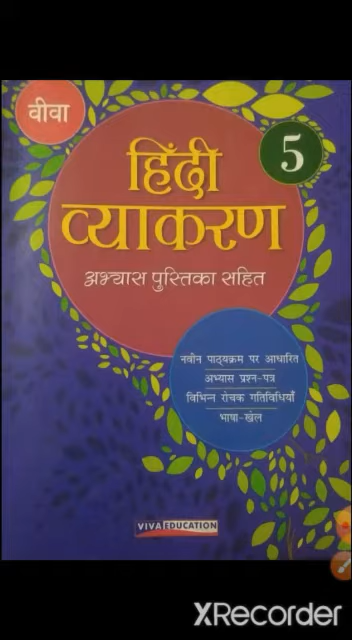 वीवा
5
हिंदी
व्याकरण
अभ्यास पुस्तिका सहित
नवीन पाठ्यक्रम पर आधारित
अभ्यास प्रश्न-पत्र
विभिन्न रोचक गतिविधियाँ
भाषा-खेल
VIVA EDUCATION
XRecorder